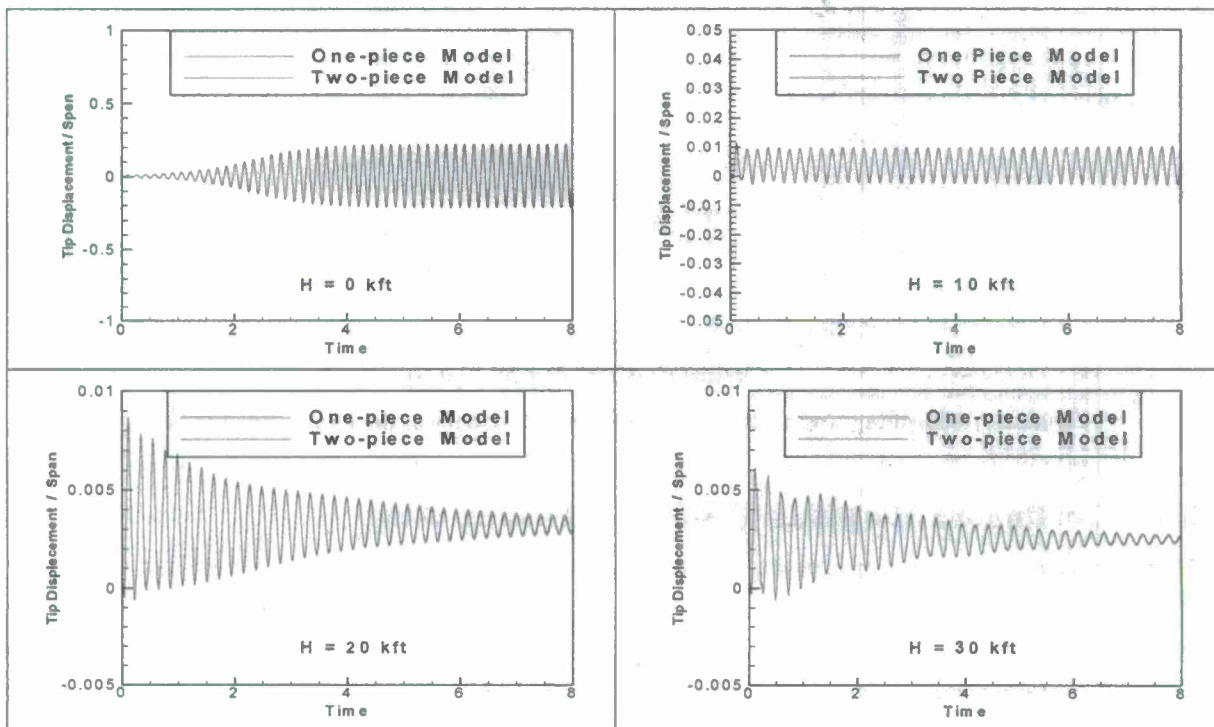 One-piece Model
Two-piece Model
Tip Displacement / Span
1
0.5
0
-0.5
-1
H = 0 kft
0 2 4 6 8
Time
One Piece Model
Two Piece Model
Tip Displacement / Span
0.05
0.04
0.03
0.02
0.01
0
-0.01
-0.02
-0.03
-0.04
-0.05
H = 10 kft
0 2 4 6 8
Time
One-piece Model
Two-piece Model
Tip Displecement / Span
0.01
0.005
0
-0.005
H = 20 kft
0 2 4 6 8
Time
One-piece Model
Two-piece Model
Tip Displecement / Span
0.01
0.005
0
-0.005
H = 30 kft
0 2 4 6 8
Time